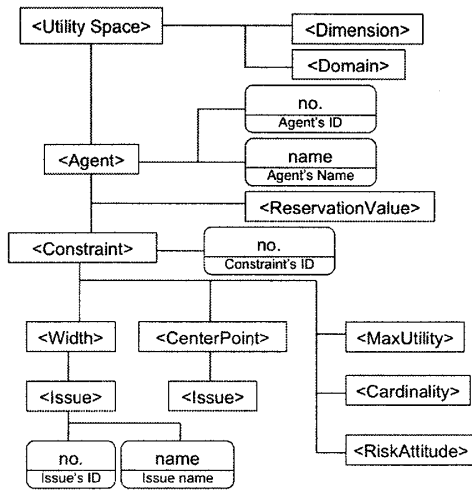 <Utility Space>
<Dimension>
<Domain>
no.
Agent's ID
<Agent>
name
Agent's Name
<ReservationValue>
<Constraint>
no.
Constraint's ID
<Width>
<CenterPoint>
<MaxUtility>
<Issue>
<Issue>
<Cardinality>
no.
Issue's ID
name
Issue name
<RiskAttitude>